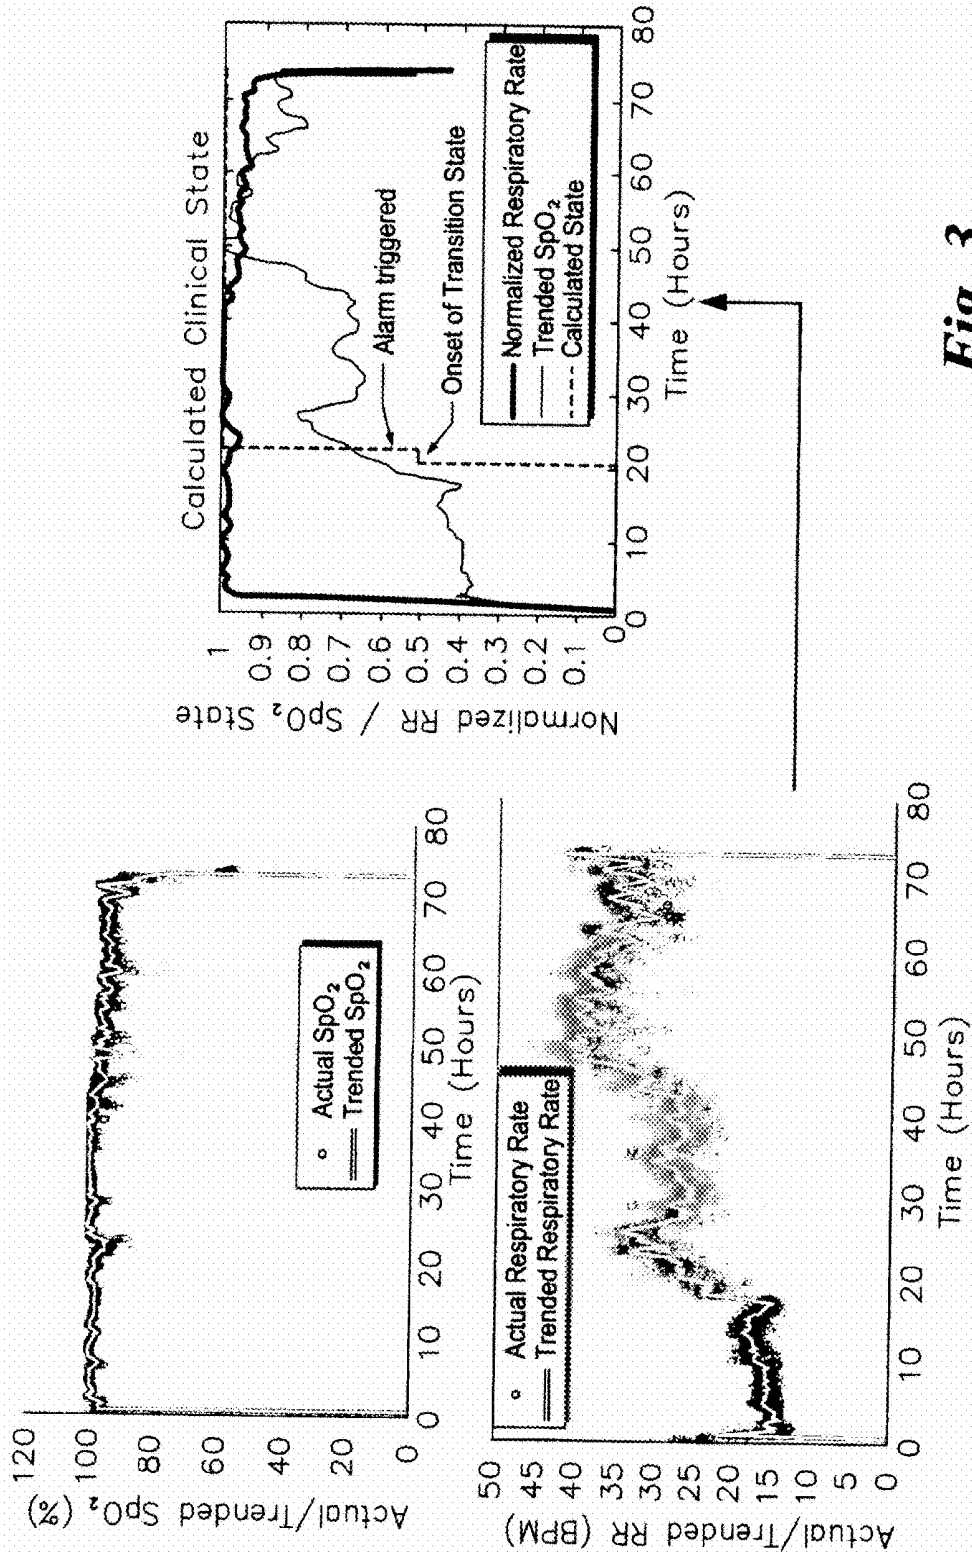 120
100
80
60
40
20
0
Actual/Trended SpO₂ (%)
° Actual SpO₂
Trended SpO₂
0 10 20 30 40 50 60 70 80
Time (Hours)
50
45
40
35
30
25
20
15
10
5
0
Actual/Trended RR (BPM)
° Actual Respiratory Rate
Trended Respiratory Rate
0 10 20 30 40 50 60 70 80
Time (Hours)
Calculated Clinical State
1
0.9
0.8
0.7
0.6
0.5
0.4
0.3
0.2
0.1
0
Normalized RR / SpO₂ State
Alarm triggered
Onset of Transition State
Normalized Respiratory Rate
Trended SpO₂
Calculated State
0 10 20 30 40 50 60 70 80
Time (Hours)
Fig. 3